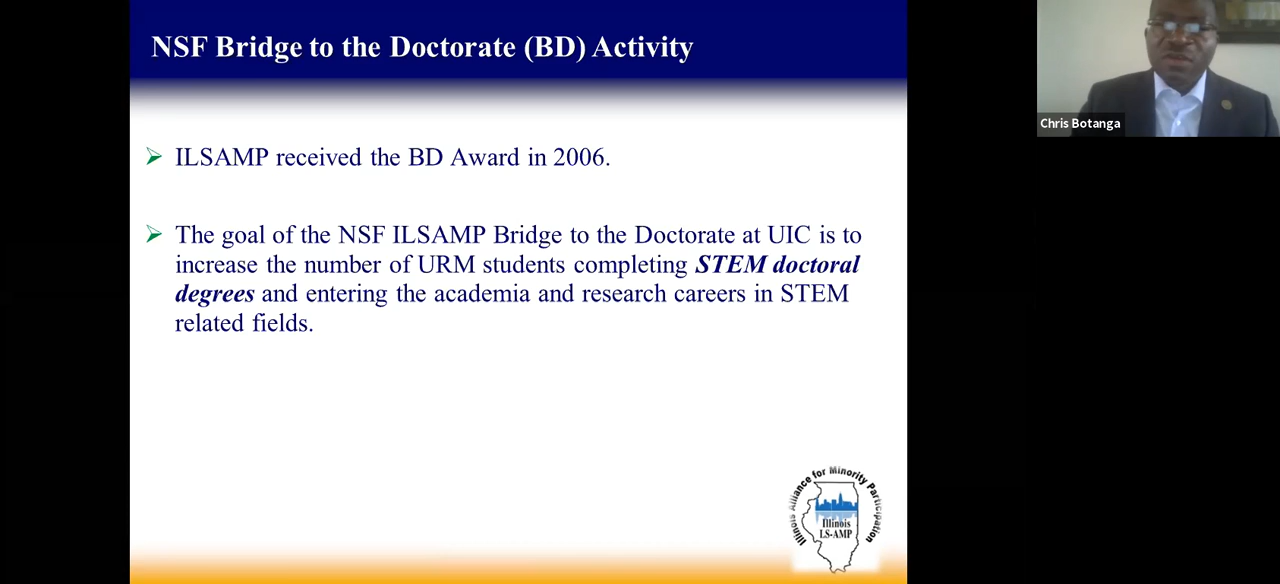 NSF Bridge to the Doctorate (BD) Activity
Chris Botanga
ILSAMP received the BD Award in 2006.
The goal of the NSF ILSAMP Bridge to the Doctorate at UIC is to
increase the number of URM students completing STEM doctoral
degrees and entering the academia and research careers in STEM
related fields.
Illinois Alliance for Minority Participation
Illinois
LS-AMP